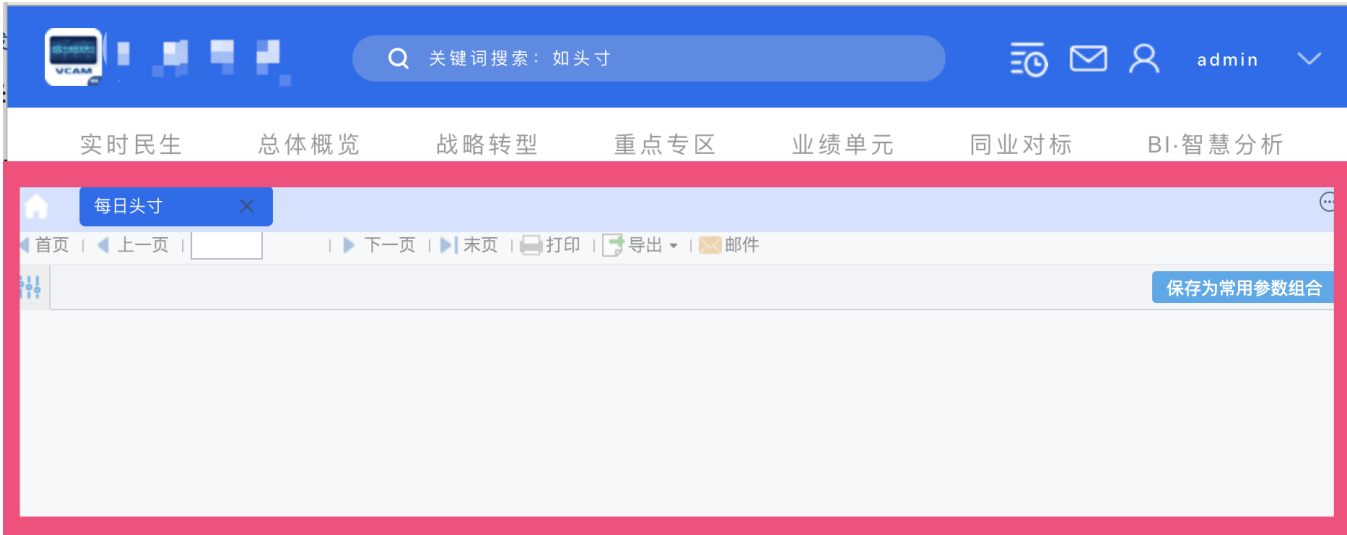 VCAM
关键词搜索：如头寸
admin
实时民生 总体概览 战略转型 重点专区 业绩单元 同业对标 BI·智慧分析
每日头寸
首页 上一页 下一页 末页 打印 导出 邮件
保存为常用参数组合